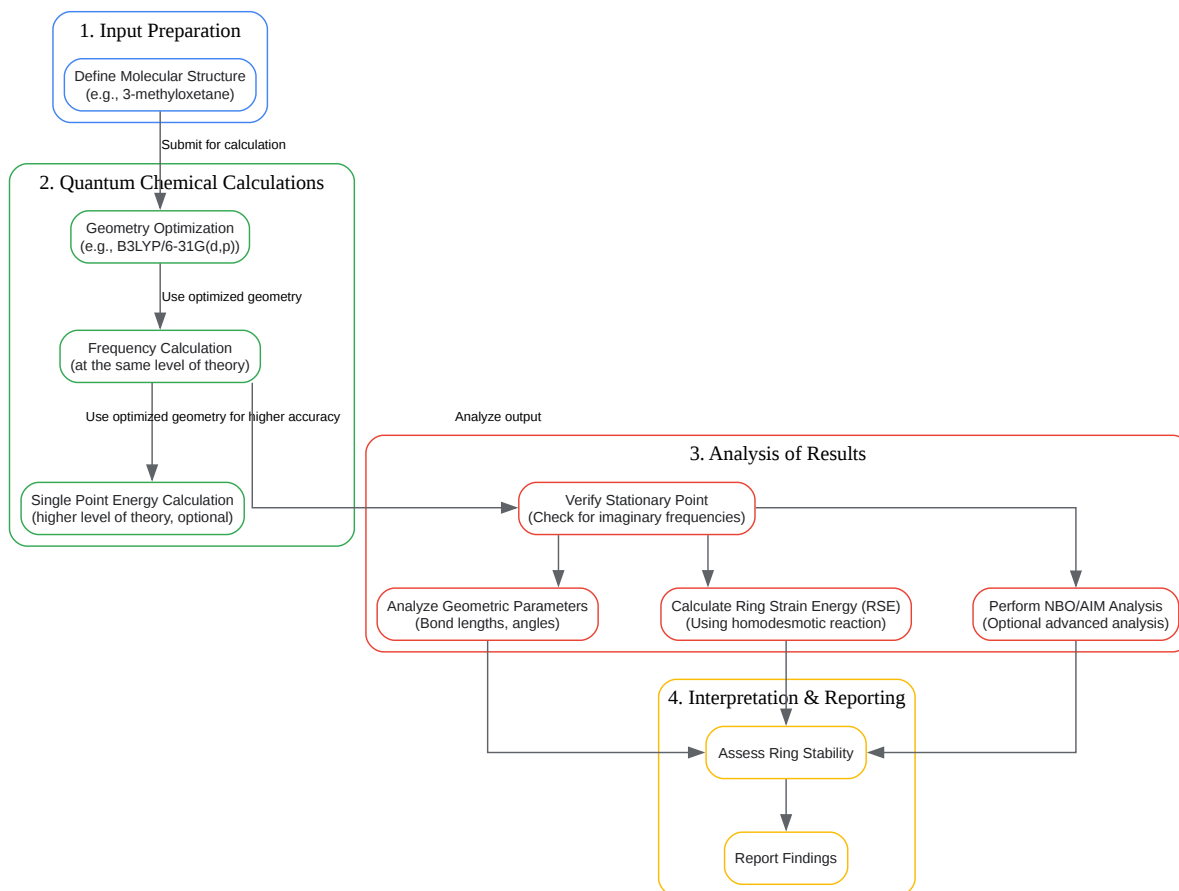 1. Input Preparation
Define Molecular Structure
(e.g., 3-methyloxetane)
Submit for calculation
2. Quantum Chemical Calculations
Geometry Optimization
(e.g., B3LYP/6-31G(d,p))
Use optimized geometry
Frequency Calculation
(at the same level of theory)
Use optimized geometry for higher accuracy
Analyze output
Single Point Energy Calculation
(higher level of theory, optional)
3. Analysis of Results
Verify Stationary Point
(Check for imaginary frequencies)
Analyze Geometric Parameters
(Bond lengths, angles)
Calculate Ring Strain Energy (RSE)
(Using homodesmotic reaction)
Perform NBO/AIM Analysis
(Optional advanced analysis)
4. Interpretation & Reporting
Assess Ring Stability
Report Findings